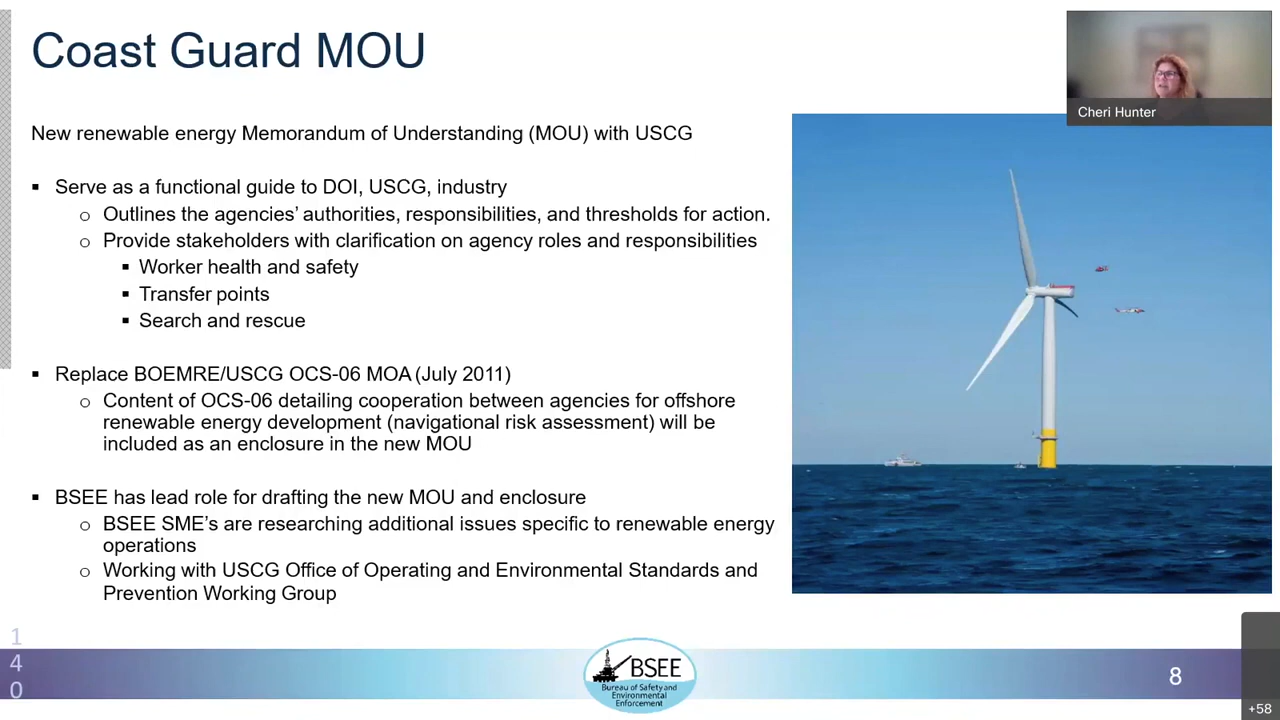 Coast Guard MOU
Cheri Hunter
New renewable energy Memorandum of Understanding (MOU) with USCG
▪ Serve as a functional guide to DOI, USCG, industry
o Outlines the agencies’ authorities, responsibilities, and thresholds for action.
o Provide stakeholders with clarification on agency roles and responsibilities
▪ Worker health and safety
▪ Transfer points
▪ Search and rescue
▪ Replace BOEMRE/USCG OCS-06 MOA (July 2011)
o Content of OCS-06 detailing cooperation between agencies for offshore
renewable energy development (navigational risk assessment) will be
included as an enclosure in the new MOU
▪ BSEE has lead role for drafting the new MOU and enclosure
o BSEE SME’s are researching additional issues specific to renewable energy
operations
o Working with USCG Office of Operating and Environmental Standards and
Prevention Working Group
1
4
0
BSEE
Bureau of Safety and
Environmental
Enforcement
8
+58